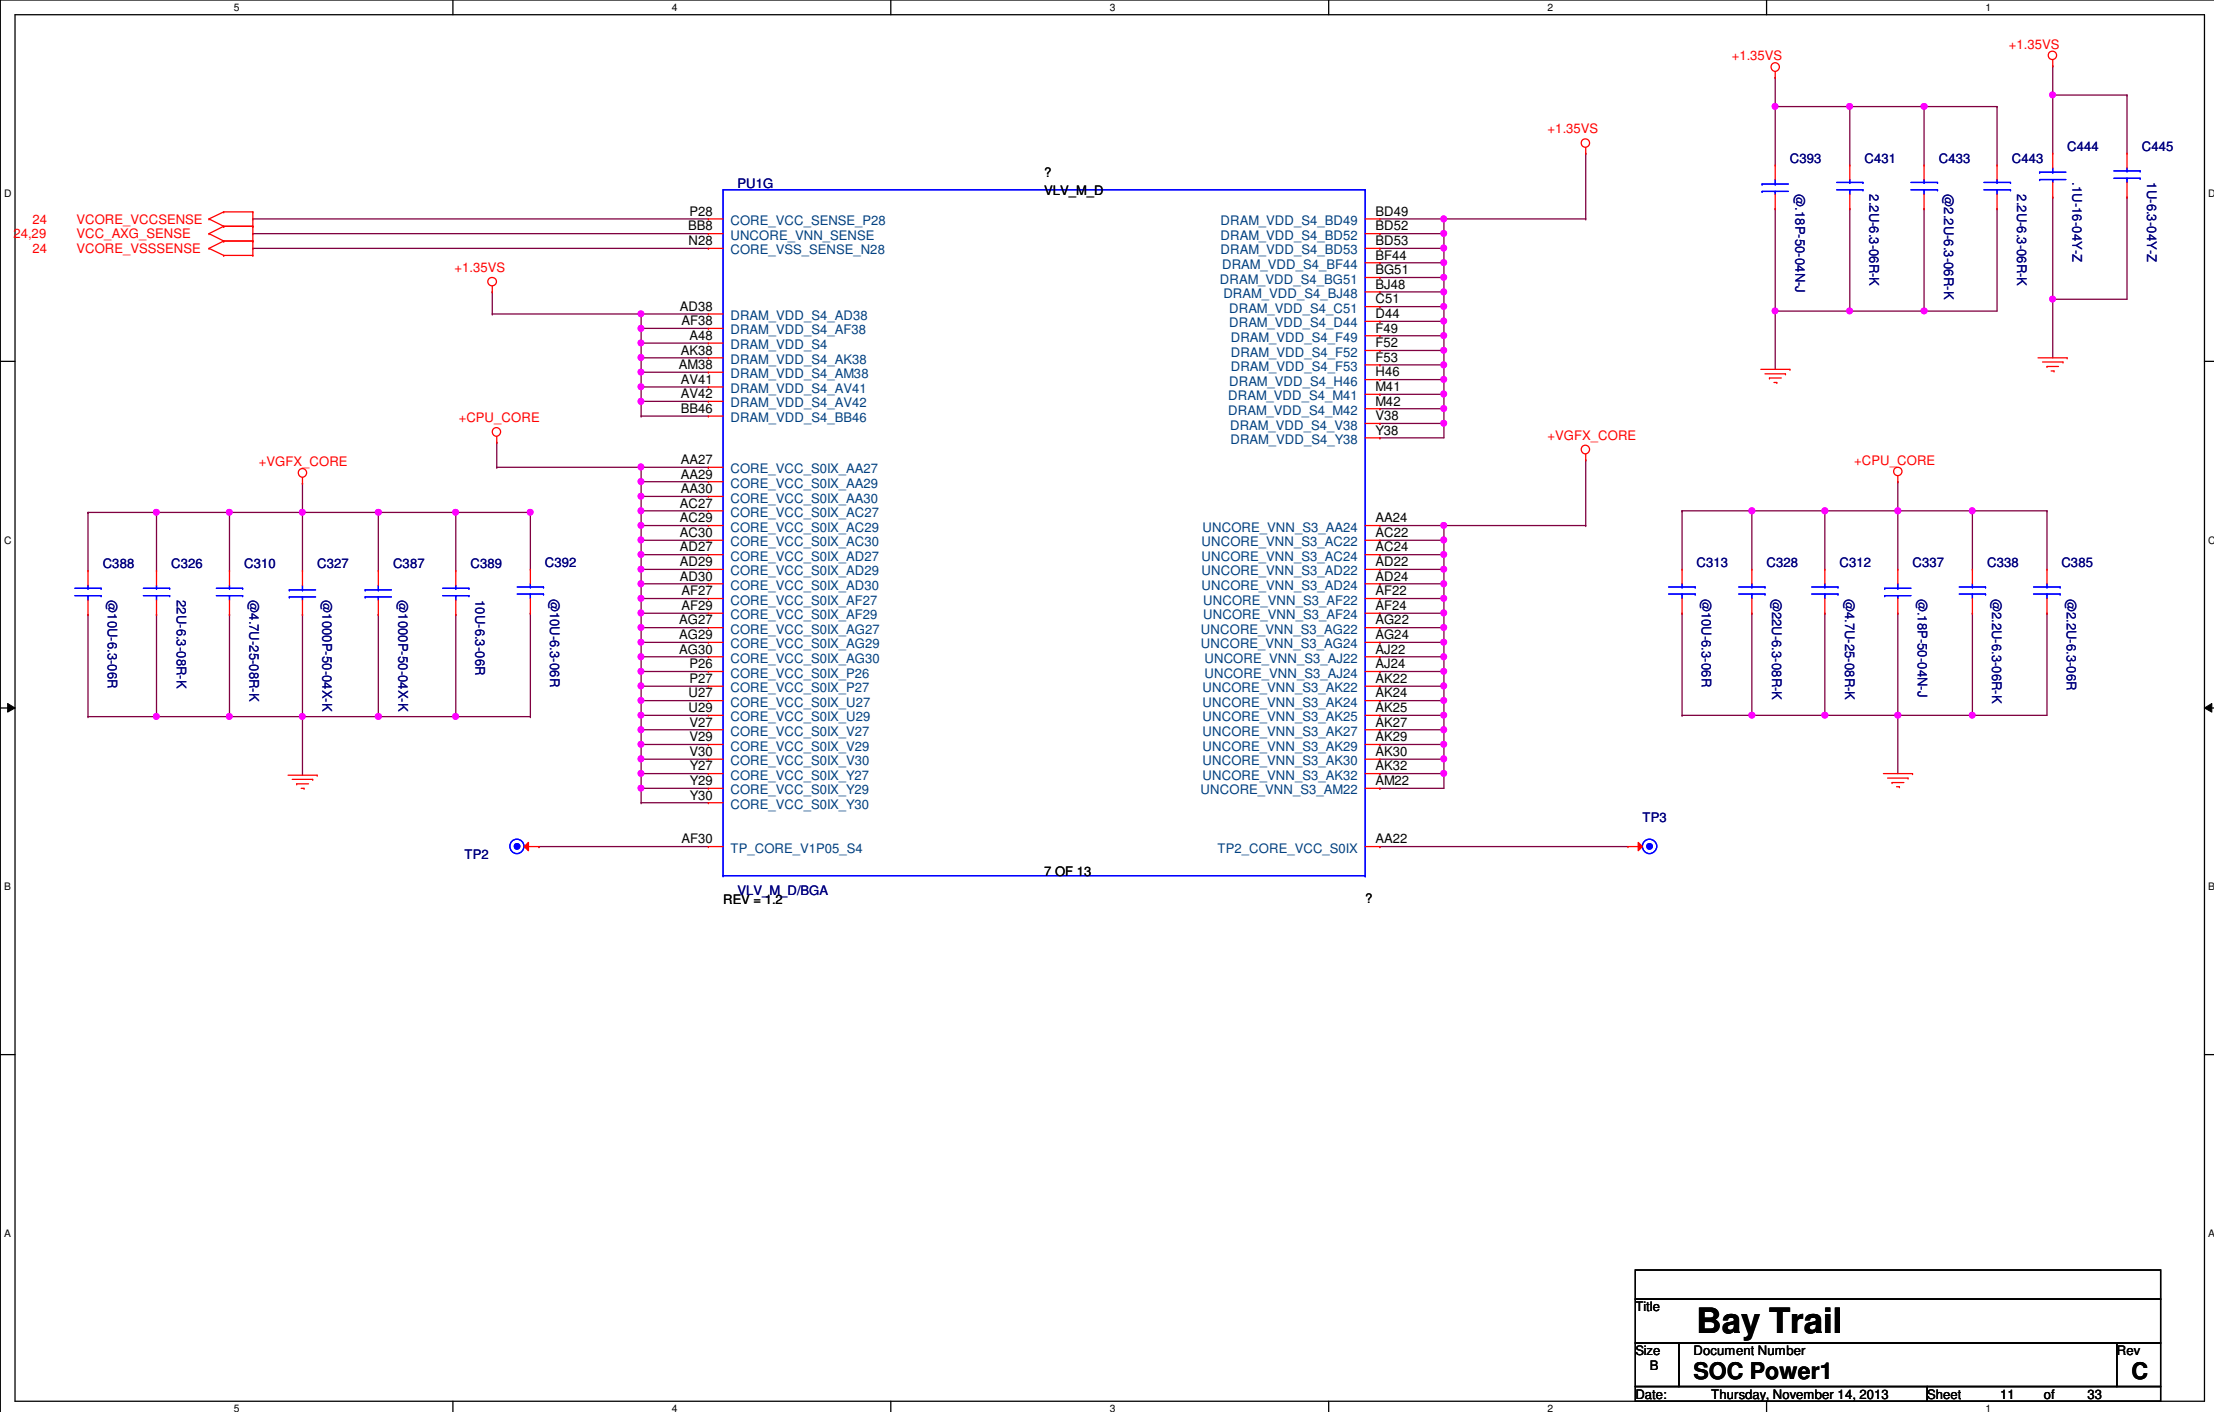 5 4 3 2 1
D
C
B
A
D
C
B
A
24 VCORE_VCCSENSE
24,29 VCC_AXG_SENSE
24 VCORE_VSSSENSE
PU1G
?
VLV_M_D
P28 CORE_VCC_SENSE_P28
BB8 UNCORE_VNN_SENSE
N28 CORE_VSS_SENSE_N28
+1.35VS
AD38 DRAM_VDD_S4_AD38
AF38 DRAM_VDD_S4_AF38
A48 DRAM_VDD_S4
AK38 DRAM_VDD_S4_AK38
AM38 DRAM_VDD_S4_AM38
AV41 DRAM_VDD_S4_AV41
AV42 DRAM_VDD_S4_AV42
BB46 DRAM_VDD_S4_BB46
+CPU_CORE
AA27 CORE_VCC_S0IX_AA27
AA29 CORE_VCC_S0IX_AA29
AA30 CORE_VCC_S0IX_AA30
AC27 CORE_VCC_S0IX_AC27
AC29 CORE_VCC_S0IX_AC29
AC30 CORE_VCC_S0IX_AC30
AD27 CORE_VCC_S0IX_AD27
AD29 CORE_VCC_S0IX_AD29
AD30 CORE_VCC_S0IX_AD30
AF27 CORE_VCC_S0IX_AF27
AF29 CORE_VCC_S0IX_AF29
AG27 CORE_VCC_S0IX_AG27
AG29 CORE_VCC_S0IX_AG29
AG30 CORE_VCC_S0IX_AG30
P26 CORE_VCC_S0IX_P26
P27 CORE_VCC_S0IX_P27
U27 CORE_VCC_S0IX_U27
U29 CORE_VCC_S0IX_U29
V27 CORE_VCC_S0IX_V27
V29 CORE_VCC_S0IX_V29
V30 CORE_VCC_S0IX_V30
Y27 CORE_VCC_S0IX_Y27
Y29 CORE_VCC_S0IX_Y29
Y30 CORE_VCC_S0IX_Y30
TP2 AF30 TP_CORE_V1P05_S4
+1.35VS
DRAM_VDD_S4_BD49 BD49
DRAM_VDD_S4_BD52 BD52
DRAM_VDD_S4_BD53 BD53
DRAM_VDD_S4_BF44 BF44
DRAM_VDD_S4_BG51 BG51
DRAM_VDD_S4_BJ48 BJ48
DRAM_VDD_S4_C51 C51
DRAM_VDD_S4_D44 D44
DRAM_VDD_S4_F49 F49
DRAM_VDD_S4_F52 F52
DRAM_VDD_S4_F53 F53
DRAM_VDD_S4_H46 H46
DRAM_VDD_S4_M41 M41
DRAM_VDD_S4_M42 M42
DRAM_VDD_S4_V38 V38
DRAM_VDD_S4_Y38 Y38
+VGFX_CORE
UNCORE_VNN_S3_AA24 AA24
UNCORE_VNN_S3_AC22 AC22
UNCORE_VNN_S3_AC24 AC24
UNCORE_VNN_S3_AD22 AD22
UNCORE_VNN_S3_AD24 AD24
UNCORE_VNN_S3_AF22 AF22
UNCORE_VNN_S3_AF24 AF24
UNCORE_VNN_S3_AG22 AG22
UNCORE_VNN_S3_AG24 AG24
UNCORE_VNN_S3_AJ22 AJ22
UNCORE_VNN_S3_AJ24 AJ24
UNCORE_VNN_S3_AK22 AK22
UNCORE_VNN_S3_AK24 AK24
UNCORE_VNN_S3_AK25 AK25
UNCORE_VNN_S3_AK27 AK27
UNCORE_VNN_S3_AK29 AK29
UNCORE_VNN_S3_AK30 AK30
UNCORE_VNN_S3_AK32 AK32
UNCORE_VNN_S3_AM22 AM22
TP2_CORE_VCC_S0IX AA22 TP3
7 OF 13
VLV_M_D/BGA
REV = 1.2
?
+VGFX_CORE
C388 @10U-6.3-06R
C326 22U-6.3-08R-K
C310 @4.7U-25-08R-K
C327 @1000P-50-04X-K
C387 @1000P-50-04X-K
C389 10U-6.3-06R
C392 @10U-6.3-06R
+1.35VS
C393 @.18P-50-04N-J
C431 2.2U-6.3-06R-K
C433 @2.2U-6.3-06R-K
C443 2.2U-6.3-06R-K
+1.35VS
C444 .1U-16-04Y-Z
C445 1U-6.3-04Y-Z
+CPU_CORE
C313 @10U-6.3-06R
C328 @22U-6.3-08R-K
C312 @4.7U-25-08R-K
C337 @.18P-50-04N-J
C338 @2.2U-6.3-06R-K
C385 @2.2U-6.3-06R
Title
Bay Trail
Size Document Number Rev
B SOC Power1 C
Date: Thursday, November 14, 2013 Sheet 11 of 33
5 4 3 2 1